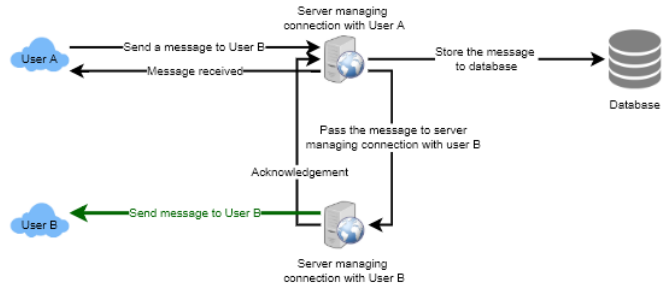 Server managing
connection with User A
User A
Send a message to User B
Message received
Store the message
to database
Database
Pass the message to server
managing connection with user B
Acknowledgement
User B
Send message to User B
Server managing
connection with User B